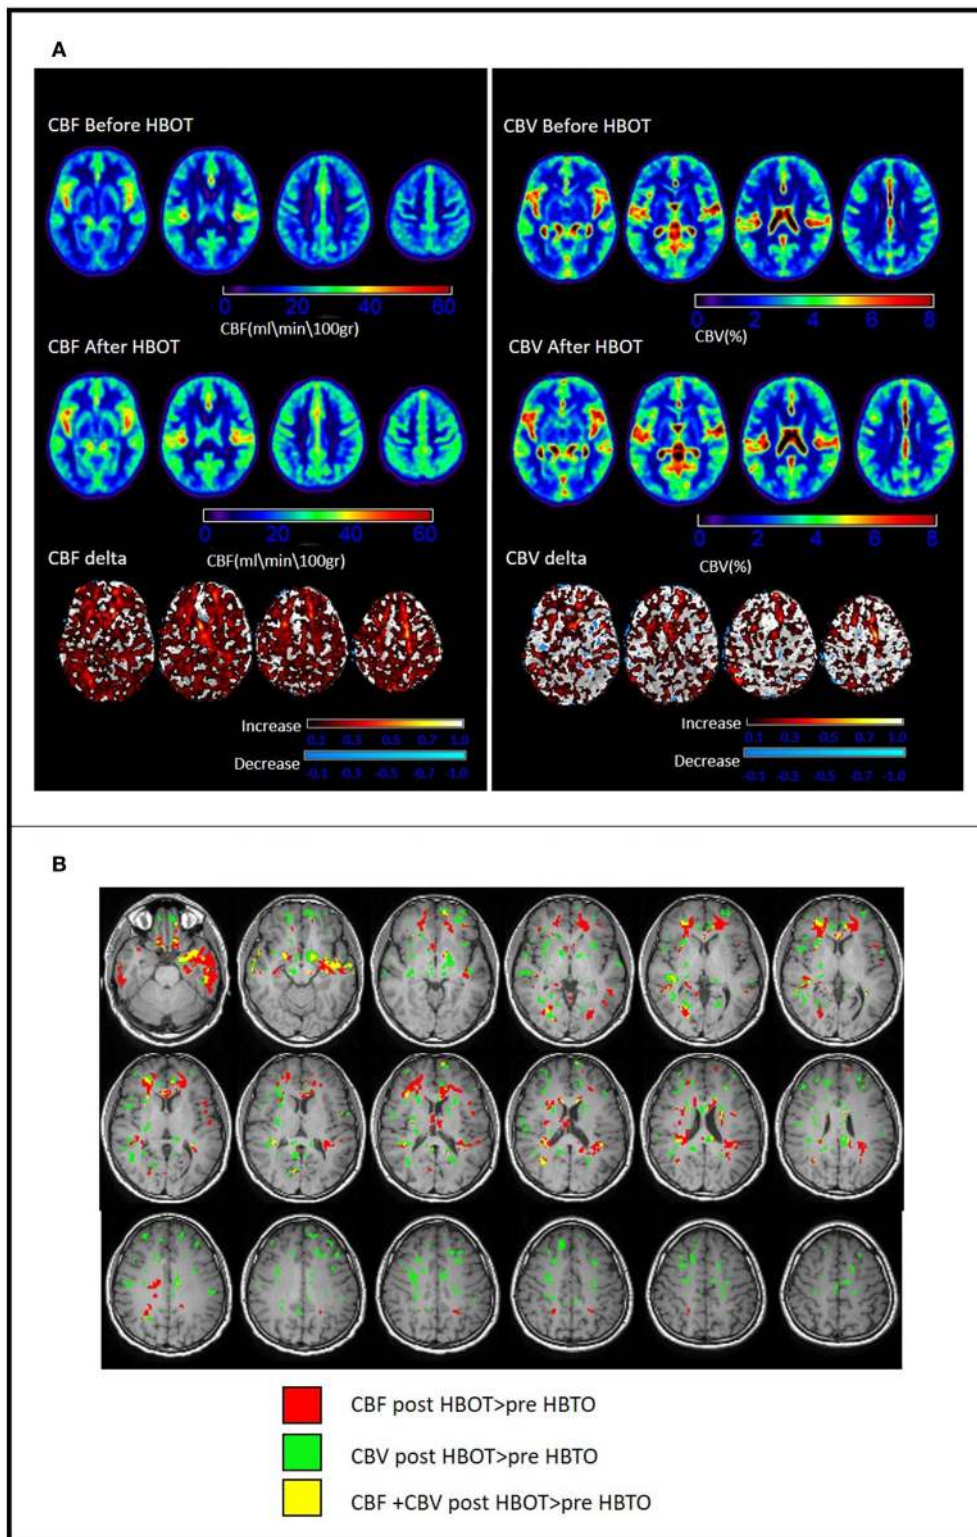 A
CBF Before HBOT
0 20 40 60
CBF(ml\min\100gr)
CBF After HBOT
0 20 40 60
CBF(ml\min\100gr)
CBF delta
Increase
0.1 0.3 0.5 0.7 1.0
Decrease
-0.1 -0.3 -0.5 -0.7 -1.0
CBV Before HBOT
0 2 4 6 8
CBV(%)
CBV After HBOT
0 2 4 6 8
CBV(%)
CBV delta
Increase
0.1 0.3 0.5 0.7 1.0
Decrease
-0.1 -0.3 -0.5 -0.7 -1.0
B
CBF post HBOT>pre HBTO
CBV post HBOT>pre HBTO
CBF +CBV post HBOT>pre HBTO